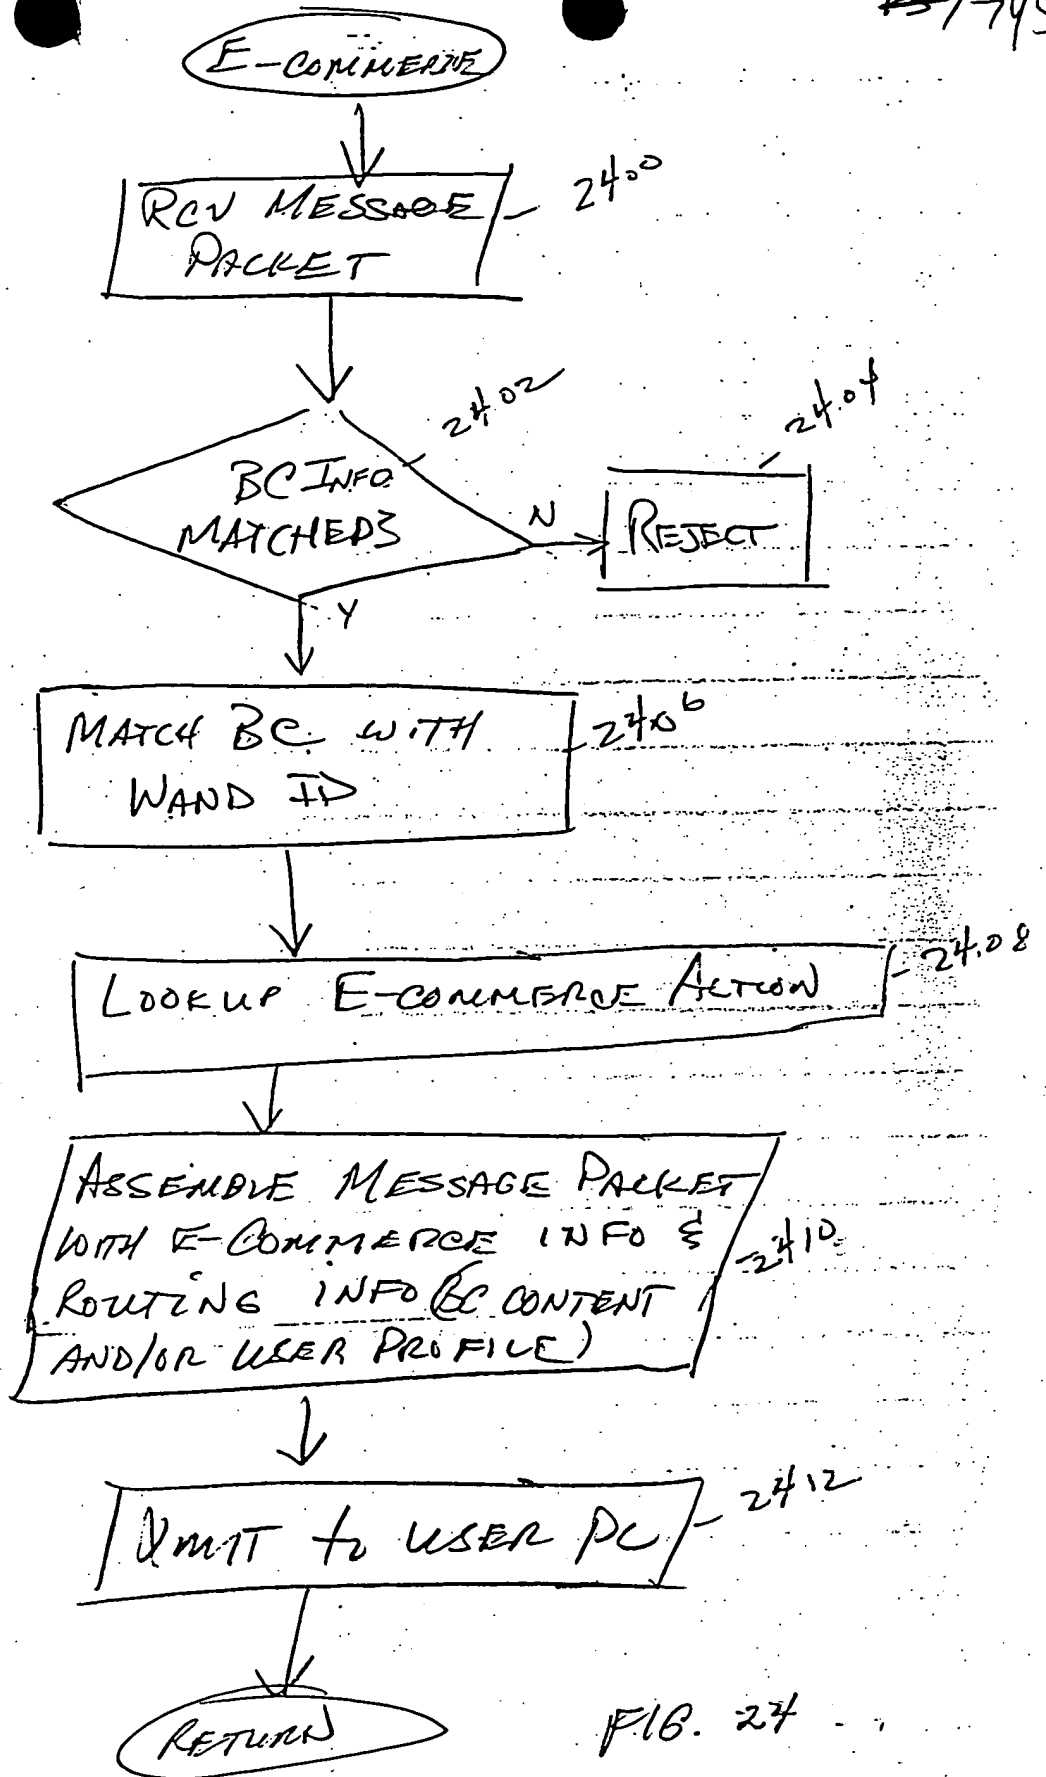 E-COMMERCE
RCV MESSAGE
PACKET
2400
BC INFO
MATCHED?
2402
N
REJECT
2404
Y
MATCH BC WITH
WAND ID
2406
LOOKUP E-COMMERCE ACTION
2408
ASSEMBLE MESSAGE PACKET
WITH E-COMMERCE INFO &
ROUTING INFO (BC CONTENT
AND/OR USER PROFILE)
2410
XMIT to USER PC
2412
RETURN
FIG. 24